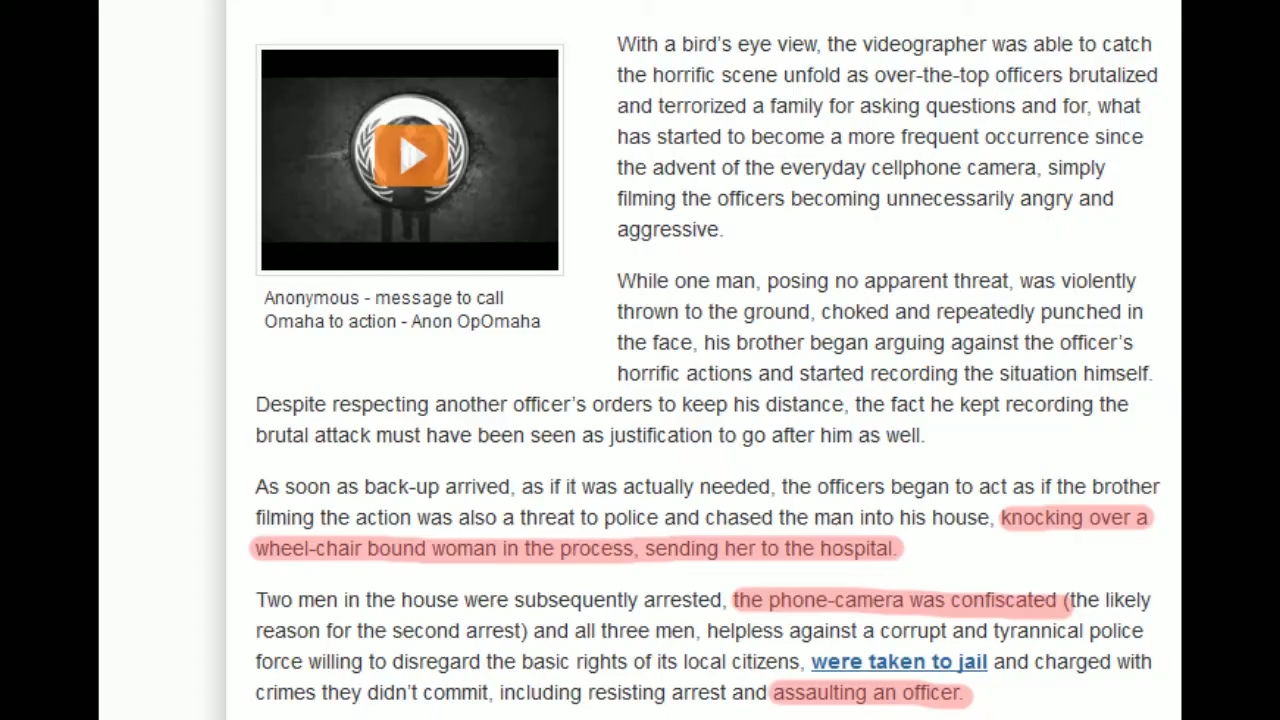 With a bird’s eye view, the videographer was able to catch
the horrific scene unfold as over-the-top officers brutalized
and terrorized a family for asking questions and for, what
has started to become a more frequent occurrence since
the advent of the everyday cellphone camera, simply
filming the officers becoming unnecessarily angry and
aggressive.
Anonymous - message to call
Omaha to action - Anon OpOmaha
While one man, posing no apparent threat, was violently
thrown to the ground, choked and repeatedly punched in
the face, his brother began arguing against the officer’s
horrific actions and started recording the situation himself.
Despite respecting another officer’s orders to keep his distance, the fact he kept recording the
brutal attack must have been seen as justification to go after him as well.
As soon as back-up arrived, as if it was actually needed, the officers began to act as if the brother
filming the action was also a threat to police and chased the man into his house, knocking over a
wheel-chair bound woman in the process, sending her to the hospital.
Two men in the house were subsequently arrested, the phone-camera was confiscated (the likely
reason for the second arrest) and all three men, helpless against a corrupt and tyrannical police
force willing to disregard the basic rights of its local citizens, were taken to jail and charged with
crimes they didn’t commit, including resisting arrest and assaulting an officer.